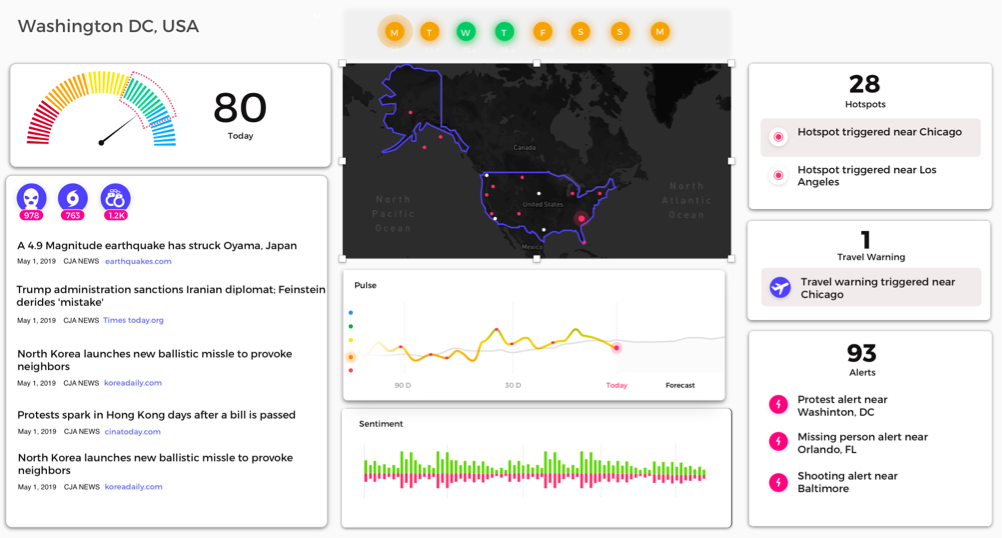 Washington DC, USA
M T W T F S S M
80
Today
978 763 1.2K
A 4.9 Magnitude earthquake has struck Oyama, Japan
May 1, 2019 CJA NEWS earthquakes.com
Trump administration sanctions Iranian diplomat; Feinstein
derides 'mistake'
May 1, 2019 CJA NEWS Times today.org
North Korea launches new ballistic missle to provoke
neighbors
May 1, 2019 CJA NEWS koreadaily.com
Protests spark in Hong Kong days after a bill is passed
May 1, 2019 CJA NEWS cinatoday.com
North Korea launches new ballistic missle to provoke
neighbors
May 1, 2019 CJA NEWS koreadaily.com
Canada
United States
Mexico
North
Pacific
Ocean
North
Atlantic
Ocean
Pulse
90 D
30 D
Today
Forecast
Sentiment
28
Hotspots
Hotspot triggered near Chicago
Hotspot triggered near Los
Angeles
1
Travel Warning
Travel warning triggered near
Chicago
93
Alerts
Protest alert near
Washinton, DC
Missing person alert near
Orlando, FL
Shooting alert near
Baltimore